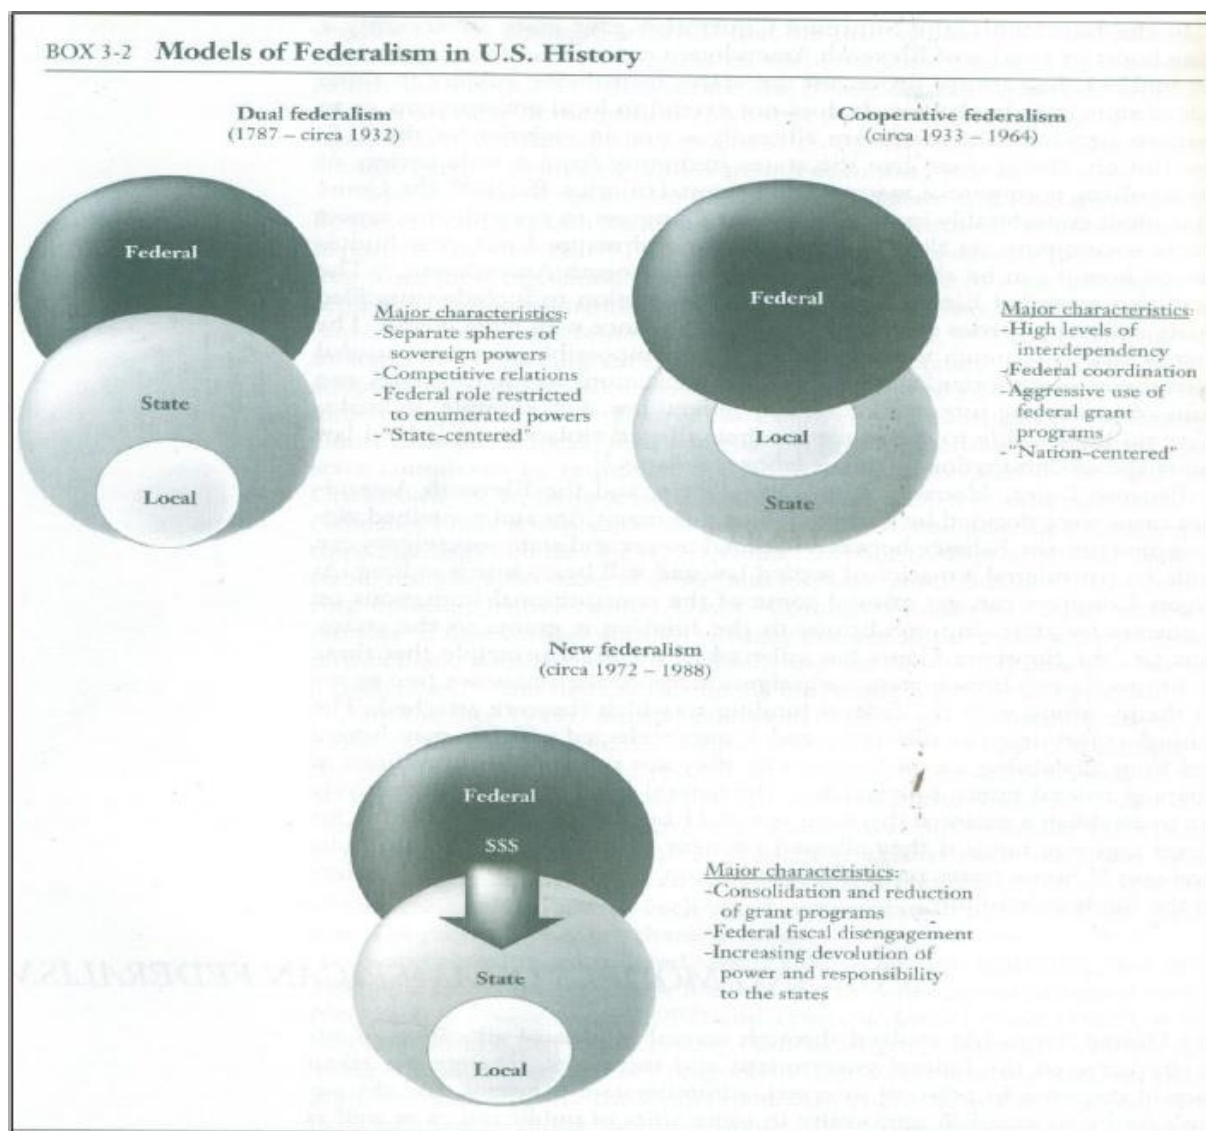 BOX 3-2 Models of Federalism in U.S. History
Dual federalism
(1787 – circa 1932)
Federal
State
Local
Major characteristics:
-Separate spheres of
sovereign powers
-Competitive relations
-Federal role restricted
to enumerated powers
-"State-centered"
Cooperative federalism
(circa 1933 – 1964)
Federal
Local
State
Major characteristics:
-High levels of
interdependency
-Federal coordination
-Aggressive use of
federal grant
programs
-"Nation-centered"
New federalism
(circa 1972 – 1988)
Federal
$$$
State
Local
Major characteristics:
-Consolidation and reduction
of grant programs
-Federal fiscal disengagement
-Increasing devolution of
power and responsibility
to the states